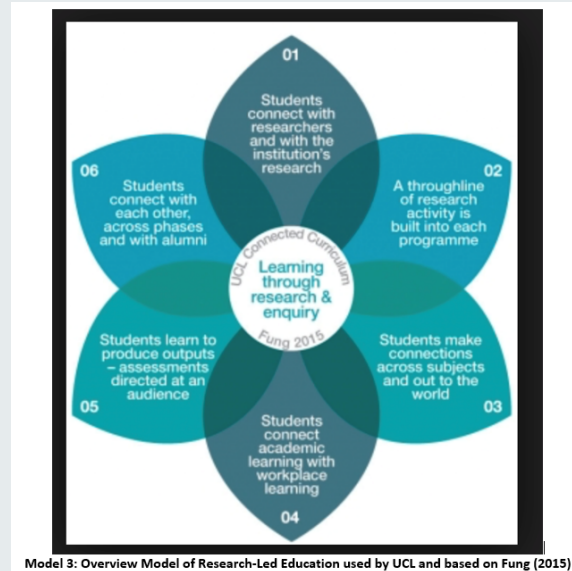 01
Students
connect with
researchers
and with the
institution's
research
02
A throughline
of research
activity is
built into each
programme
Students make
connections
across subjects
and out to the
world
03
Students
connect
academic
learning with
workplace
learning
04
Students learn to
produce outputs
– assessments
directed at an
audience
05
06
Students
connect with
each other,
across phases
and with alumni
UCL Connected Curriculum
Learning
through
research &
enquiry
Fung 2015
Model 3: Overview Model of Research-Led Education used by UCL and based on Fung (2015)